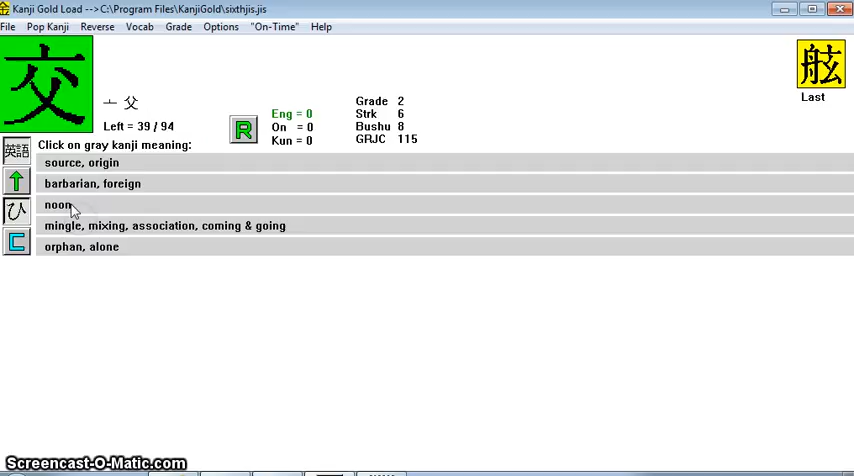 Kanji Gold Load -->C:\Program Files\KanjiGold\sixthjis.jis
File Pop Kanji Reverse Vocab Grade Options "On-Time" Help
交
舷
Last
亠 父
Left = 39 / 94
R
Eng = 0
On = 0
Kun = 0
Grade 2
Strk 6
Bushu 8
GRJC 115
英語
Click on gray kanji meaning:
source, origin
barbarian, foreign
ひ
noon
mingle, mixing, association, coming & going
orphan, alone
Screencast-O-Matic.com